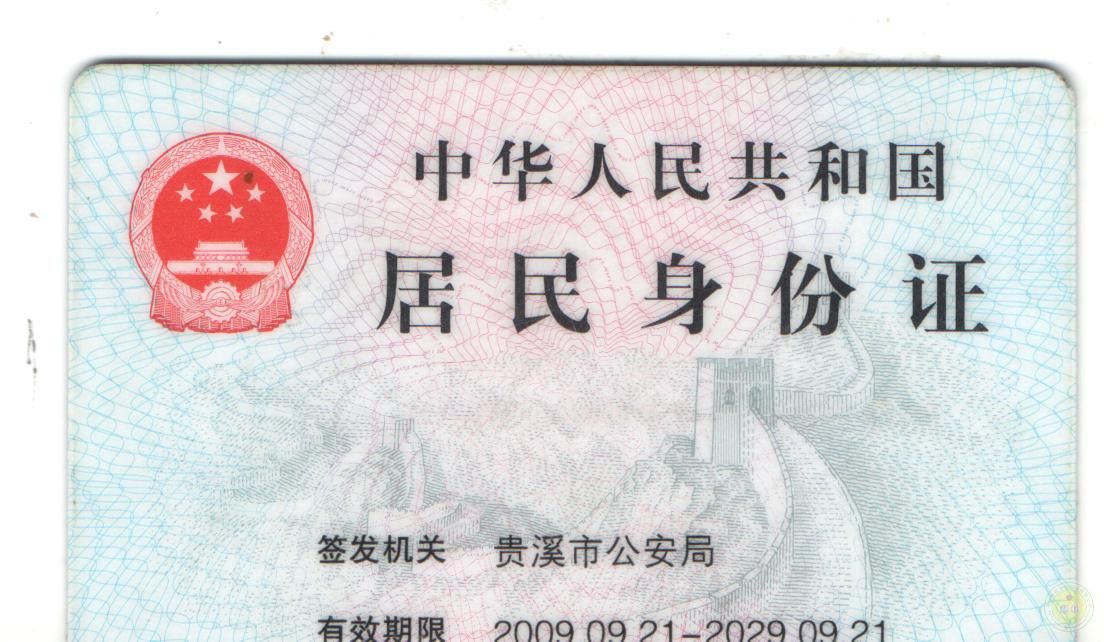 中华人民共和国
居民身份证
签发机关 贵溪市公安局
有效期限 2009.09.21-2029.09.21